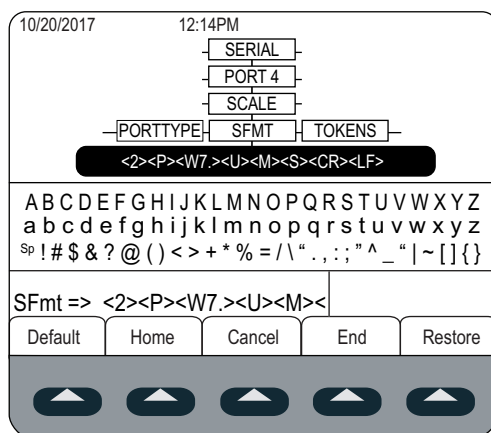 10/20/2017 12:14PM
SERIAL
PORT 4
SCALE
PORTTYPE SFMT TOKENS
<2><P><W7.><U><M><S><CR><LF>
A B C D E F G H I J K L M N O P Q R S T U V W X Y Z
a b c d e f g h i j k l m n o p q r s t u v w x y z
Sp ! # $ & ? @ ( ) < > + * % = / \ “ . , : ; ” ^ _ “ | ~ [ ] { }
SFmt => <2><P><W7.><U><M><
Default Home Cancel End Restore